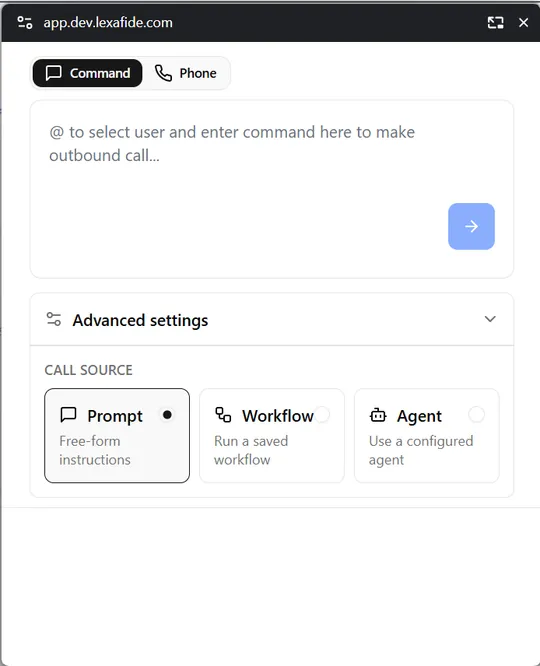 app.dev.lexafide.com
Command
Phone
@ to select user and enter command here to make
outbound call...
Advanced settings
CALL SOURCE
Prompt
Free-form
instructions
Workflow
Run a saved
workflow
Agent
Use a configured
agent